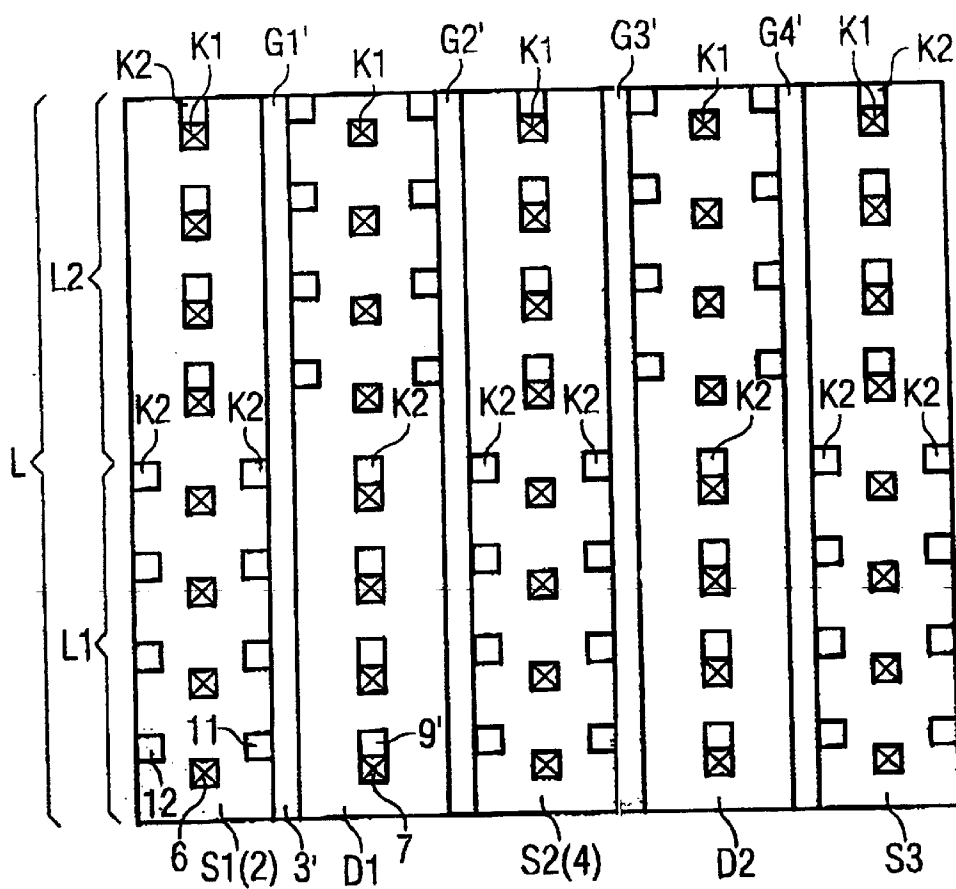 K2 K1 G1' K1 G2' K1 G3' K1 G4' K1 K2
L2
K2 K2 K2 K2 K2 K2 K2 K2
L
L1
11 9'
12
6 S1(2) 3' D1 7 S2(4) D2 S3